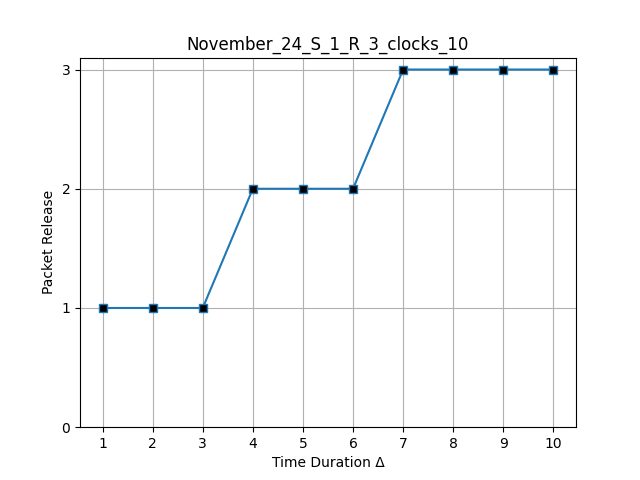 November_24_S_1_R_3_clocks_10
Packet Release
3
2
1
0
1 2 3 4 5 6 7 8 9 10
Time Duration Δ